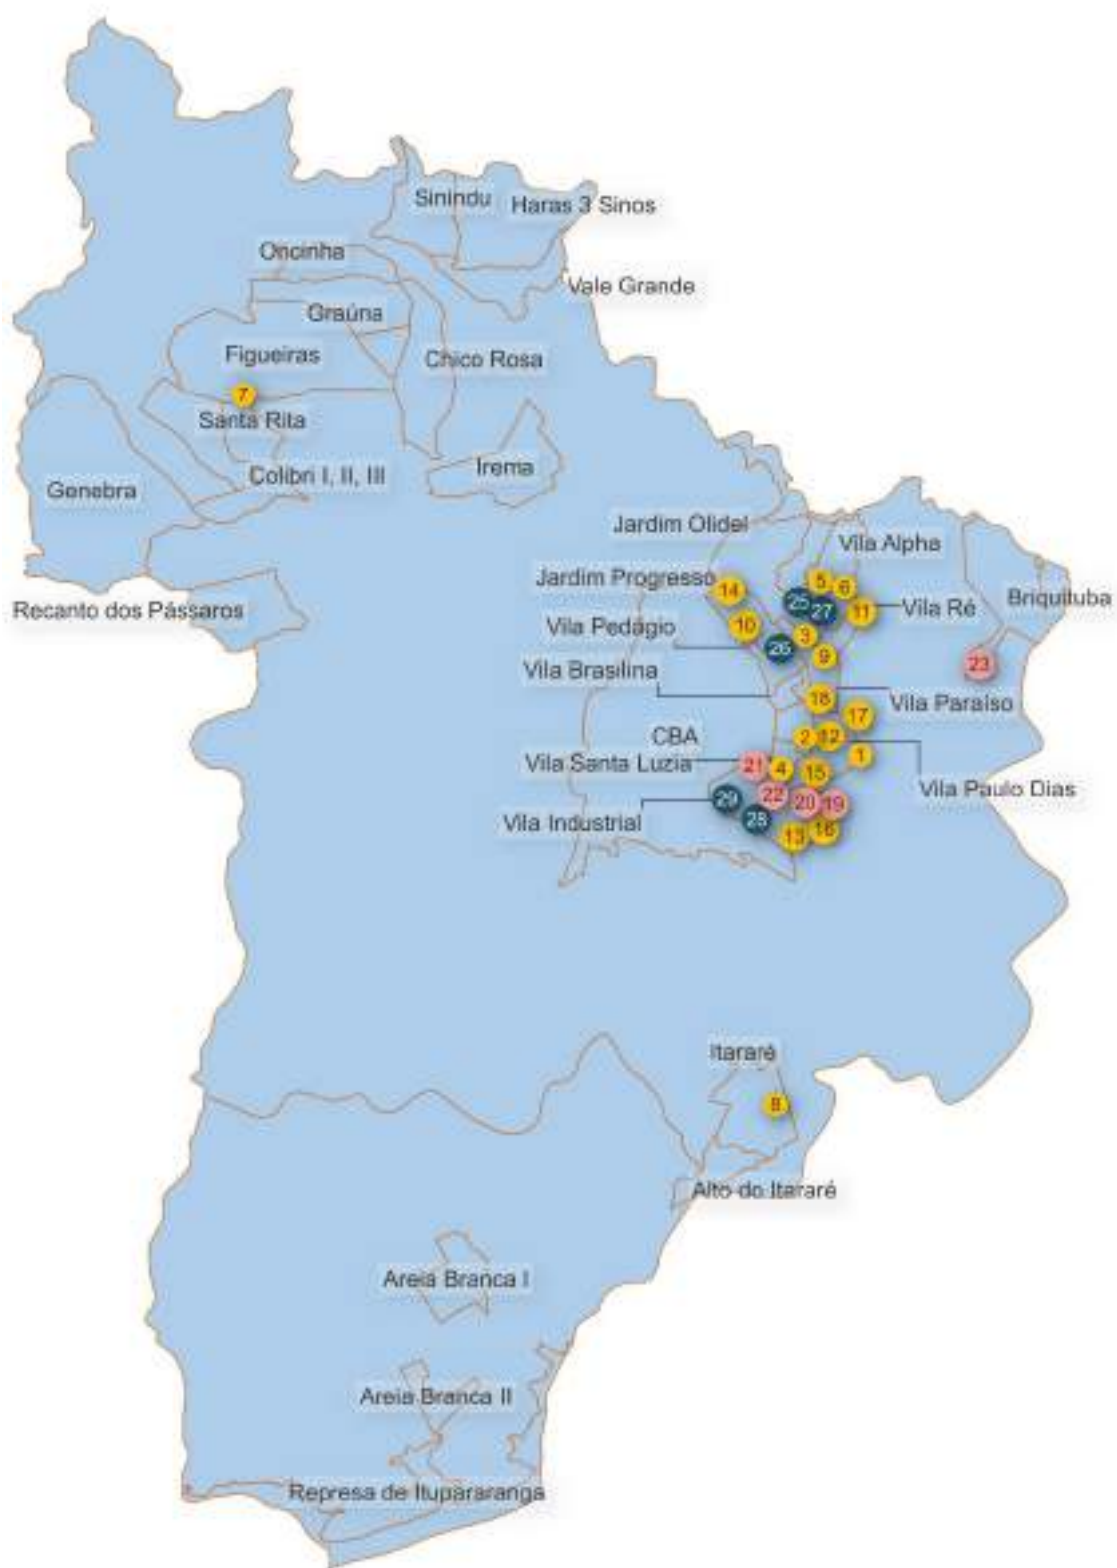 Sinindu
Haras 3 Sinos
Oncinha
Vale Grande
Graúna
Figueiras
Chico Rosa
7
Santa Rita
Irema
Colibri I, II, III
Genebra
Jardim Olidel
Vila Alpha
Jardim Progresso
14
5
6
Briquituba
Recanto dos Pássaros
25
27
11
Vila Ré
Vila Pedágio
10
3
26
9
23
Vila Brasilina
18
Vila Paraíso
17
CBA
2
12
1
Vila Santa Luzia
21
4
15
Vila Paulo Dias
29
22
20
19
Vila Industrial
28
13
16
Itararé
8
Alto do Itararé
Areia Branca I
Areia Branca II
Represa de Itupararanga